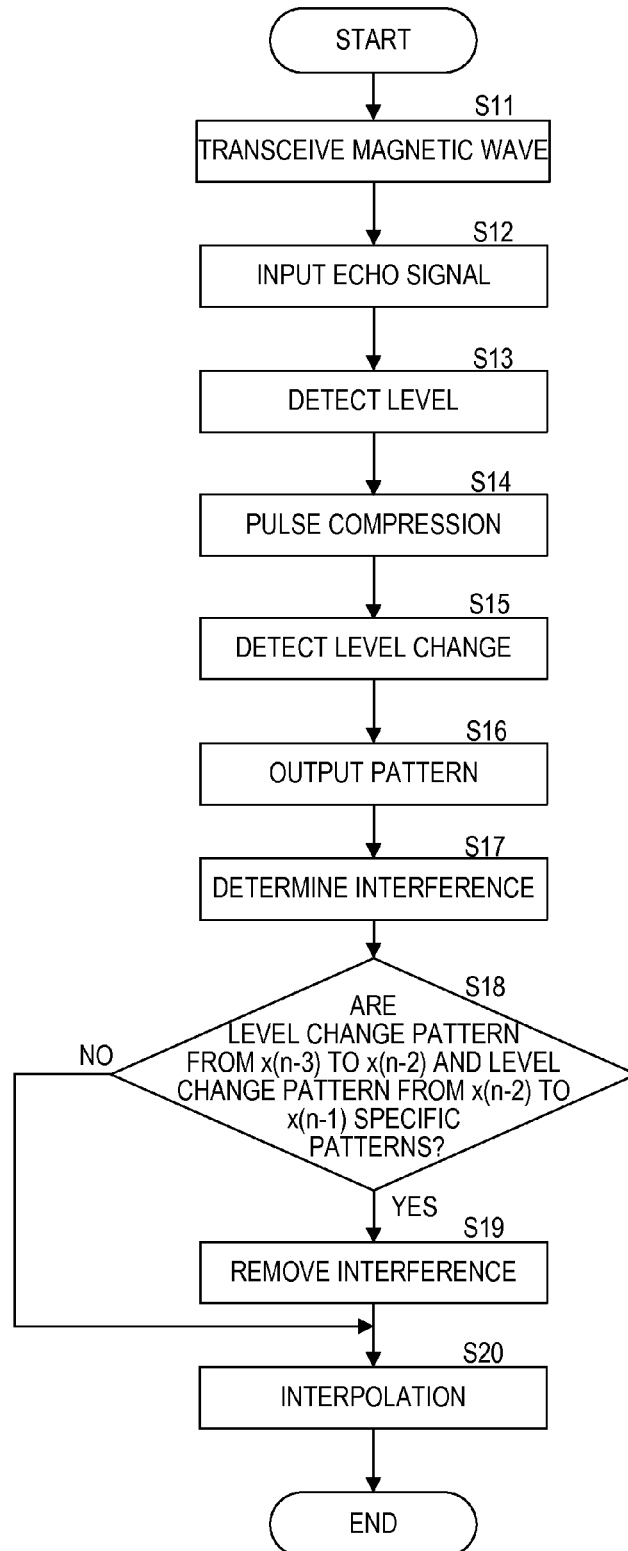 START
S11
TRANSCEIVE MAGNETIC WAVE
S12
INPUT ECHO SIGNAL
S13
DETECT LEVEL
S14
PULSE COMPRESSION
S15
DETECT LEVEL CHANGE
S16
OUTPUT PATTERN
S17
DETERMINE INTERFERENCE
S18
ARE
LEVEL CHANGE PATTERN
FROM x(n-3) TO x(n-2) AND LEVEL
CHANGE PATTERN FROM x(n-2) TO
x(n-1) SPECIFIC
PATTERNS?
NO
YES
S19
REMOVE INTERFERENCE
S20
INTERPOLATION
END